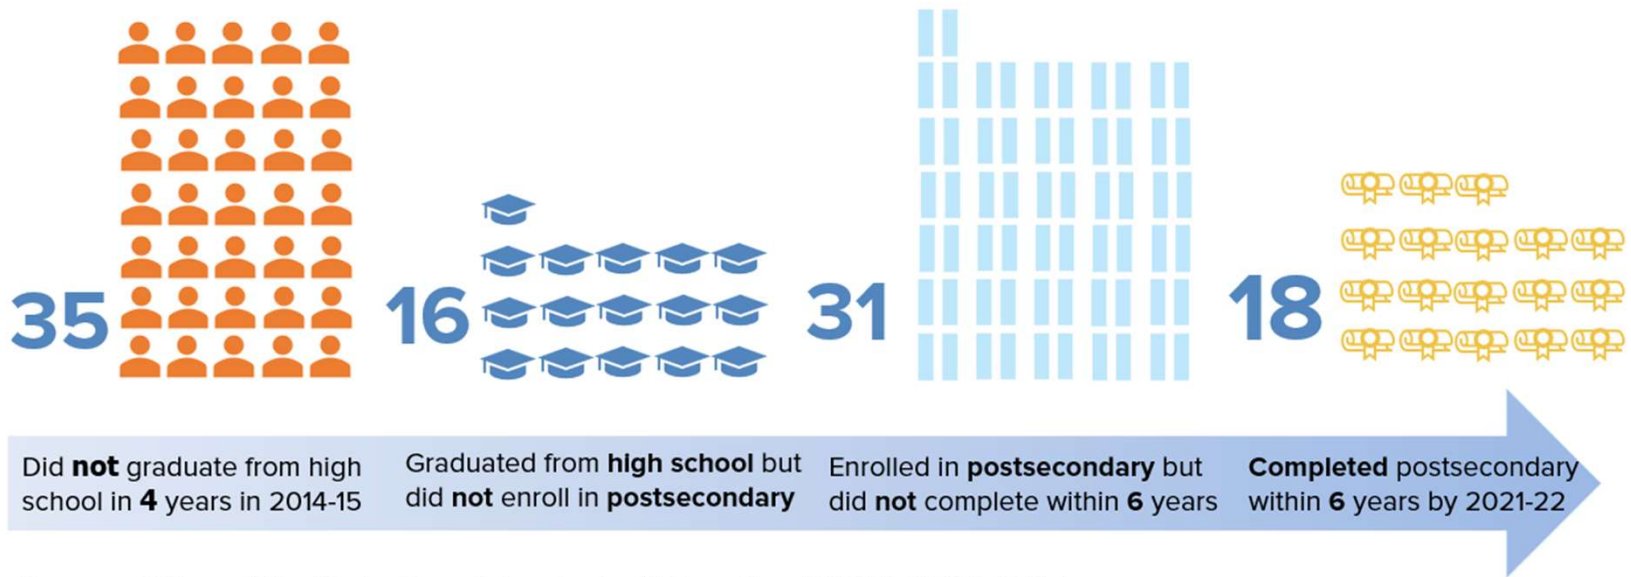 35
16
31
18
Did not graduate from high
school in 4 years in 2014-15
Graduated from high school but
did not enroll in postsecondary
Enrolled in postsecondary but
did not complete within 6 years
Completed postsecondary
within 6 years by 2021-22